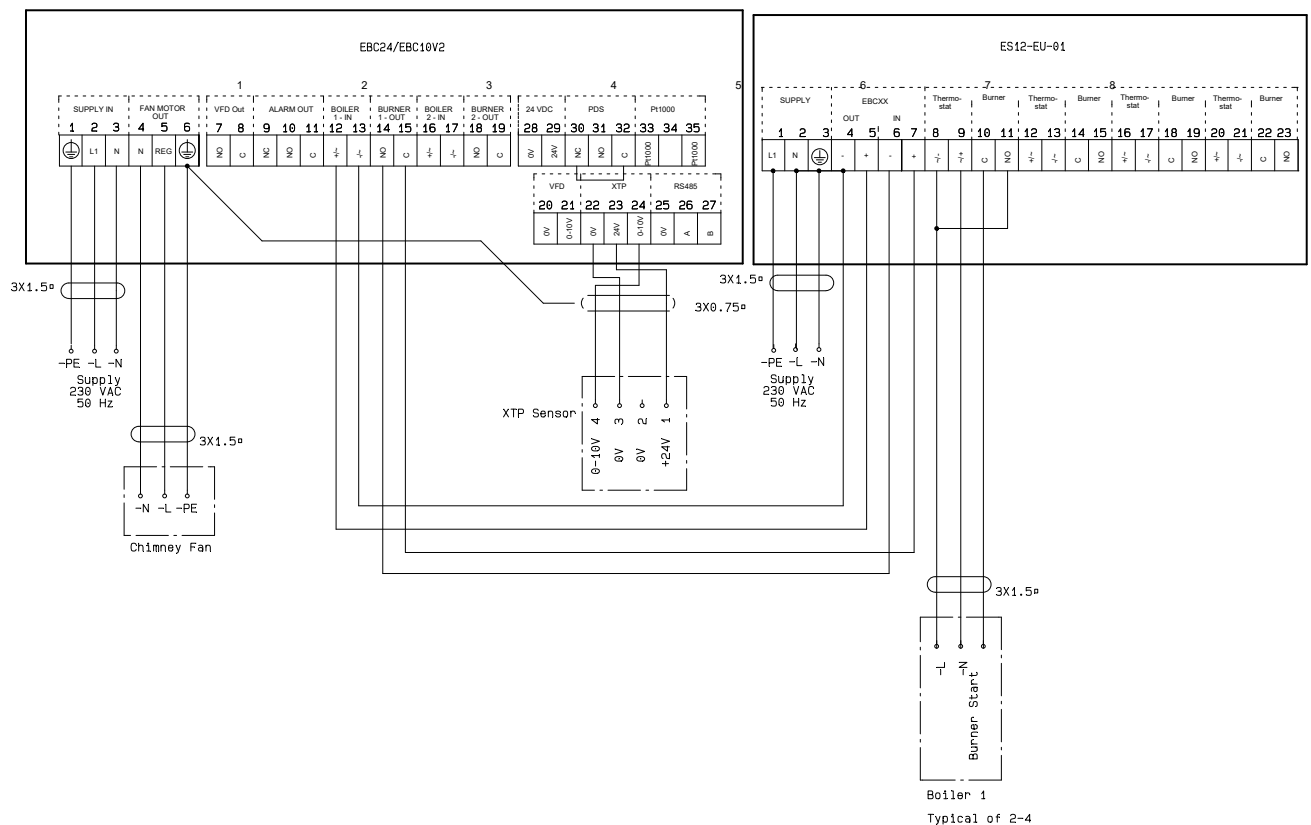 EBC24/EBC10V2
ES12-EU-01
1 2 3 4 5
6 7 8
SUPPLY IN
FAN MOTOR OUT
VFD Out
ALARM OUT
BOILER 1 - IN
BURNER 1 - OUT
BOILER 2 - IN
BURNER 2 - OUT
24 VDC
PDS
Pt1000
1 2 3 4 5 6 7 8 9 10 11 12 13 14 15 16 17 18 19 28 29 30 31 32 33 34 35
L1 N N REG NO C NC NO C +/~ -/~ NO C +/~ -/~ NO C 0V 24V NC NO C Pt1000 Pt1000
VFD
XTP
RS485
20 21 22 23 24 25 26 27
0V 0-10V 0V 24V 0-10V 0V A B
SUPPLY
EBCXX
OUT IN
Thermo-
stat
Burner
Thermo-
stat
Burner
Thermo-
stat
Burner
Thermo-
stat
Burner
1 2 3 4 5 6 7 8 9 10 11 12 13 14 15 16 17 18 19 20 21 22 23
L1 N - + - + -/~ +/~ C NO +/~ -/~ C NO +/~ -/~ C NO +/~ -/~ C NO
3X1.5¤
-PE -L -N
Supply
230 VAC
50 Hz
3X1.5¤
-N -L -PE
Chimney Fan
3X0.75¤
XTP Sensor
4 3 2 1
0-10V 0V 0V +24V
3X1.5¤
-PE -L -N
Supply
230 VAC
50 Hz
3X1.5¤
-L -N Burner Start
Boiler 1
Typical of 2-4